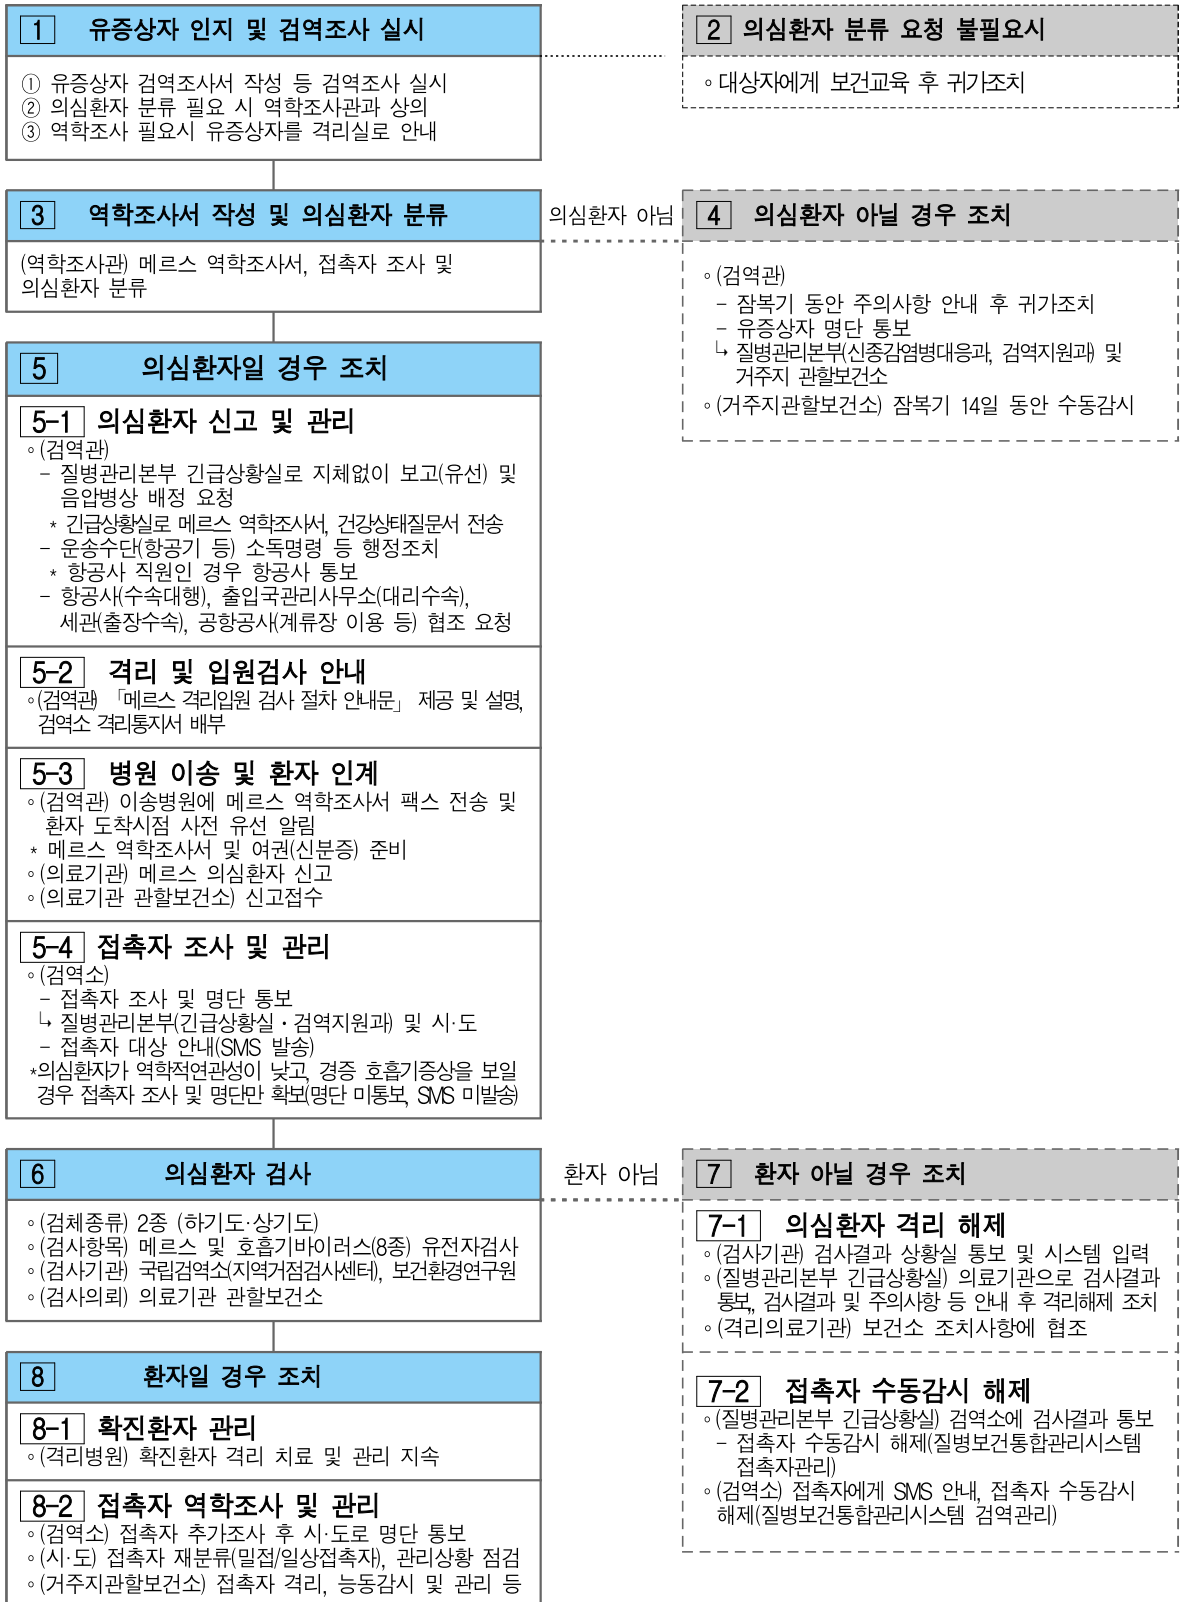 1 유증상자 인지 및 검역조사 실시
① 유증상자 검역조사서 작성 등 검역조사 실시
② 의심환자 분류 필요 시 역학조사관과 상의
③ 역학조사 필요시 유증상자를 격리실로 안내
2 의심환자 분류 요청 불필요시
◦대상자에게 보건교육 후 귀가조치
3 역학조사서 작성 및 의심환자 분류
(역학조사관) 메르스 역학조사서, 접촉자 조사 및
의심환자 분류
의심환자 아님
4 의심환자 아닐 경우 조치
◦(검역관)
- 잠복기 동안 주의사항 안내 후 귀가조치
- 유증상자 명단 통보
↳ 질병관리본부(신종감염병대응과, 검역지원과) 및
거주지 관할보건소
◦(거주지관할보건소) 잠복기 14일 동안 수동감시
5 의심환자일 경우 조치
5-1 의심환자 신고 및 관리
◦(검역관)
- 질병관리본부 긴급상황실로 지체없이 보고(유선) 및
음압병상 배정 요청
* 긴급상황실로 메르스 역학조사서, 건강상태질문서 전송
- 운송수단(항공기 등) 소독명령 등 행정조치
* 항공사 직원인 경우 항공사 통보
- 항공사(수속대행), 출입국관리사무소(대리수속),
세관(출장수속), 공항공사(계류장 이용 등) 협조 요청
5-2 격리 및 입원검사 안내
◦(검역관) 「메르스 격리입원 검사 절차 안내문」 제공 및 설명,
검역소 격리통지서 배부
5-3 병원 이송 및 환자 인계
◦(검역관) 이송병원에 메르스 역학조사서 팩스 전송 및
환자 도착시점 사전 유선 알림
* 메르스 역학조사서 및 여권(신분증) 준비
◦(의료기관) 메르스 의심환자 신고
◦(의료기관 관할보건소) 신고접수
5-4 접촉자 조사 및 관리
◦(검역소)
- 접촉자 조사 및 명단 통보
↳ 질병관리본부(긴급상황실・검역지원과) 및 시·도
- 접촉자 대상 안내(SMS 발송)
*의심환자가 역학적연관성이 낮고, 경증 호흡기증상을 보일
경우 접촉자 조사 및 명단만 확보(명단 미통보, SMS 미발송)
6 의심환자 검사
◦(검체종류) 2종 (하기도·상기도)
◦(검사항목) 메르스 및 호흡기바이러스(8종) 유전자검사
◦(검사기관) 국립검역소(지역거점검사센터), 보건환경연구원
◦(검사의뢰) 의료기관 관할보건소
환자 아님
7 환자 아닐 경우 조치
7-1 의심환자 격리 해제
◦(검사기관) 검사결과 상황실 통보 및 시스템 입력
◦(질병관리본부 긴급상황실) 의료기관으로 검사결과
통보, 검사결과 및 주의사항 등 안내 후 격리해제 조치
◦(격리의료기관) 보건소 조치사항에 협조
7-2 접촉자 수동감시 해제
◦(질병관리본부 긴급상황실) 검역소에 검사결과 통보
- 접촉자 수동감시 해제(질병보건통합관리시스템
접촉자관리)
◦(검역소) 접촉자에게 SMS 안내, 접촉자 수동감시
해제(질병보건통합관리시스템 검역관리)
8 환자일 경우 조치
8-1 확진환자 관리
◦(격리병원) 확진환자 격리 치료 및 관리 지속
8-2 접촉자 역학조사 및 관리
◦(검역소) 접촉자 추가조사 후 시·도로 명단 통보
◦(시·도) 접촉자 재분류(밀접/일상접촉자), 관리상황 점검
◦(거주지관할보건소) 접촉자 격리, 능동감시 및 관리 등